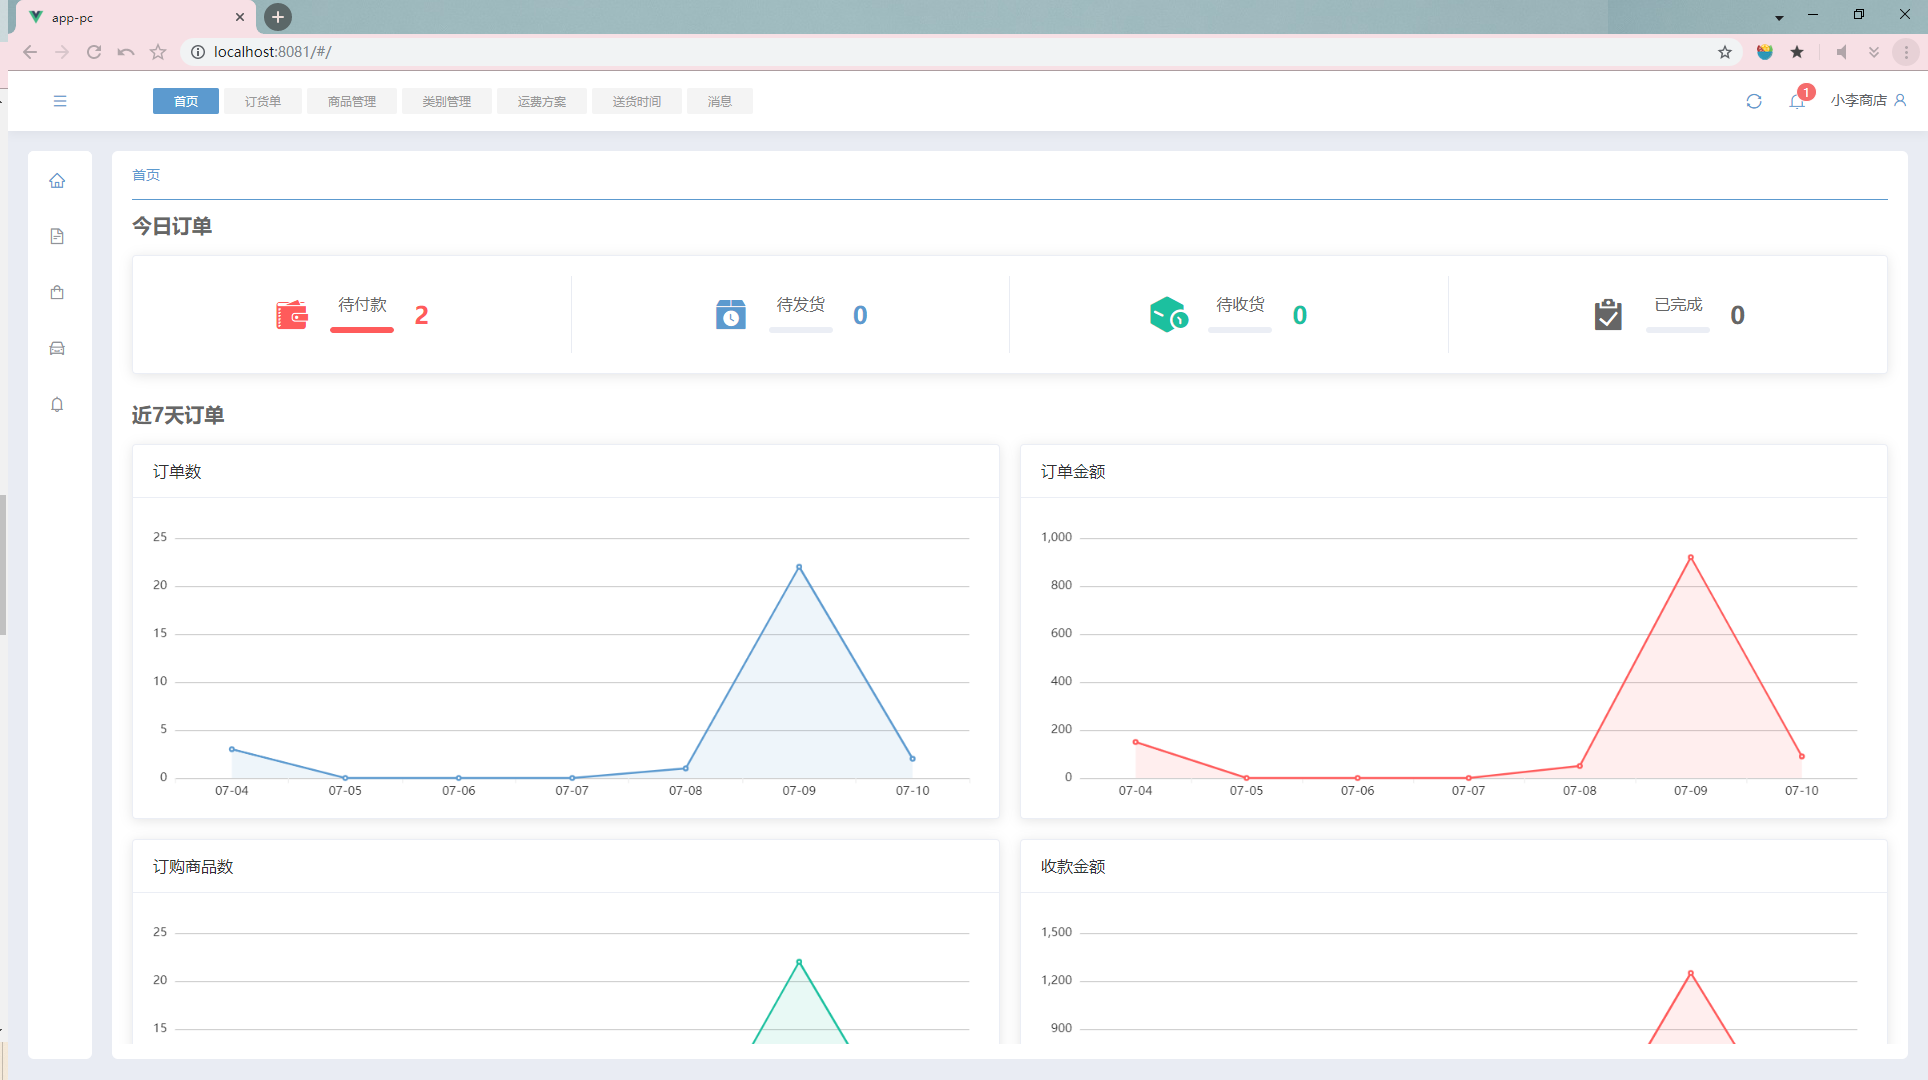 app-pc
localhost:8081/#/
首页 订货单 商品管理 类别管理 运费方案 送货时间 消息 1 小李商店
首页
今日订单
待付款 2 待发货 0 待收货 0 已完成 0
近7天订单
订单数
25
20
15
10
5
0
07-04 07-05 07-06 07-07 07-08 07-09 07-10
订单金额
1,000
800
600
400
200
0
07-04 07-05 07-06 07-07 07-08 07-09 07-10
订购商品数
25
20
15
收款金额
1,500
1,200
900